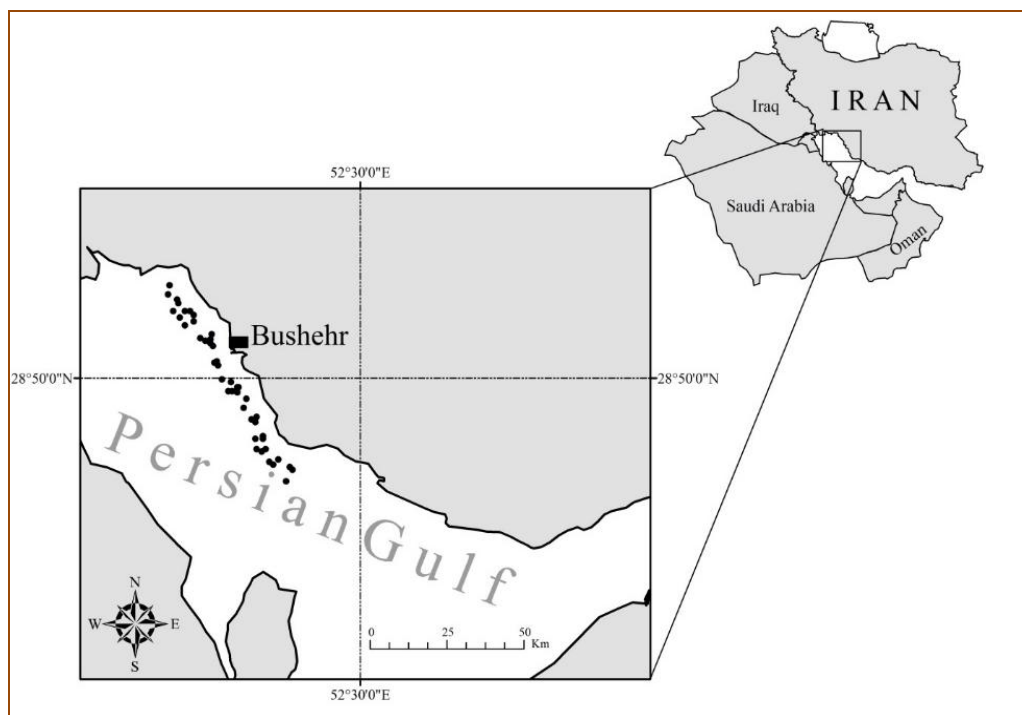 IRAN
Iraq
Saudi Arabia
Oman
52°30'0"E
Bushehr
28°50'0"N
28°50'0"N
Persian Gulf
N
W E
S
0 25 50
Km
52°30'0"E